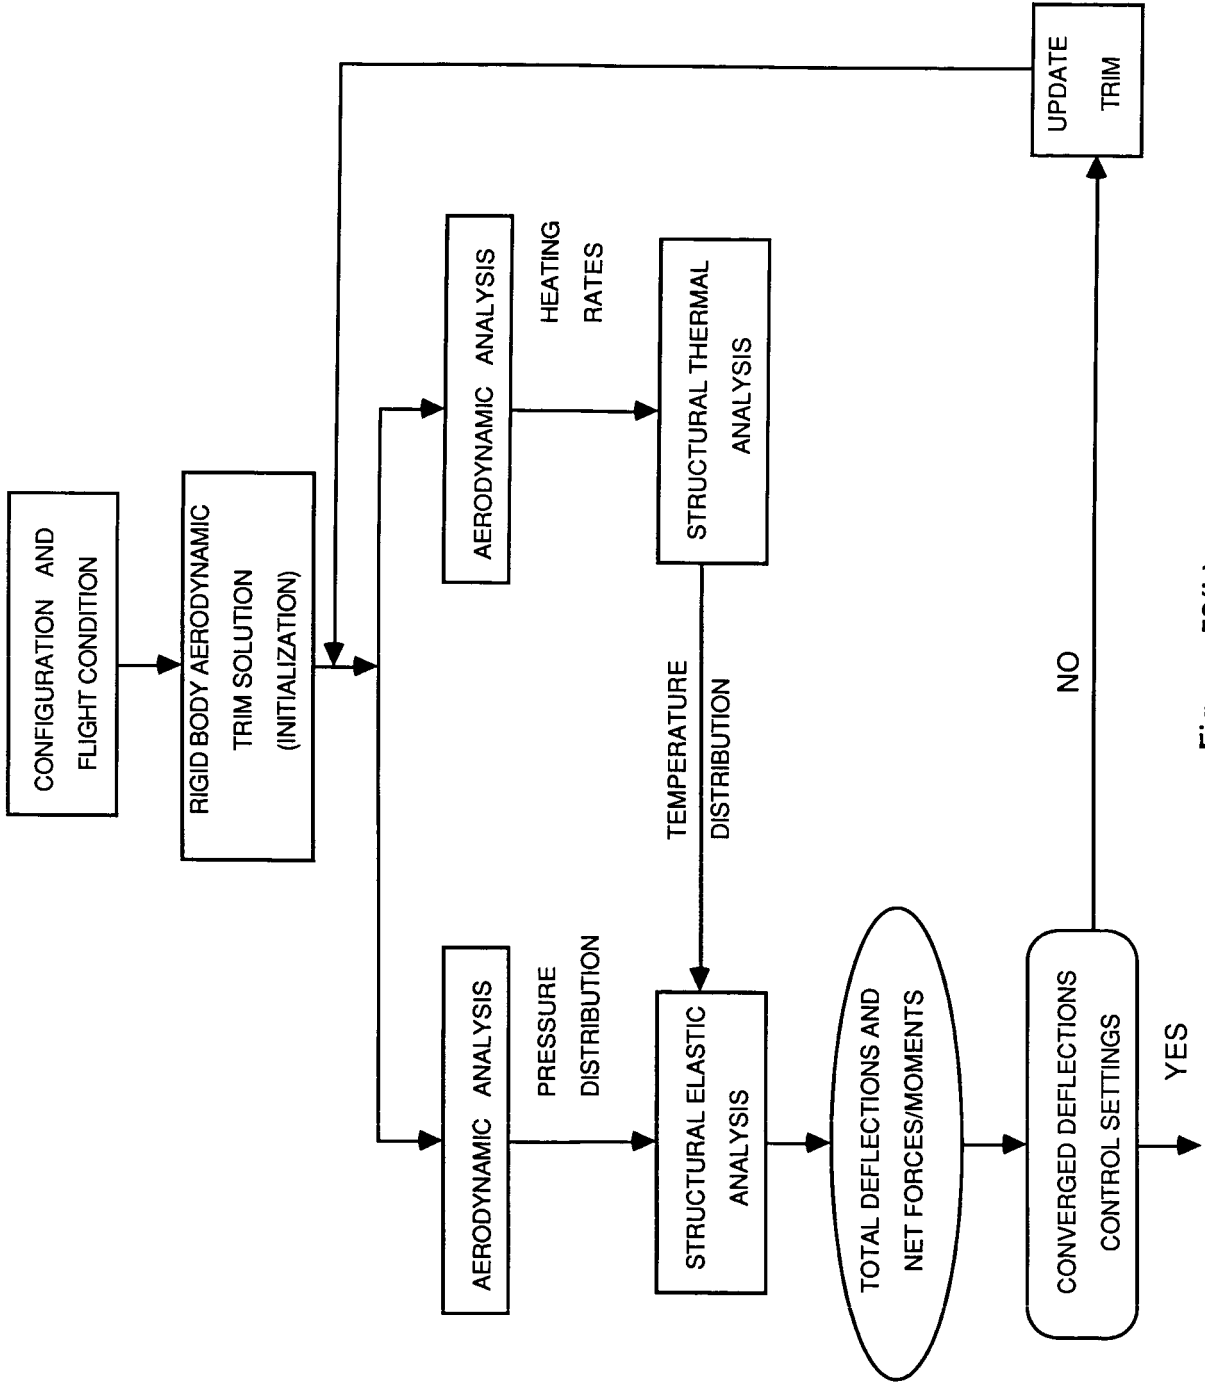 CONFIGURATION AND
FLIGHT CONDITION
RIGID BODY AERODYNAMIC
TRIM SOLUTION
(INITIALIZATION)
AERODYNAMIC ANALYSIS
AERODYNAMIC ANALYSIS
PRESSURE
DISTRIBUTION
HEATING
RATES
STRUCTURAL ELASTIC
ANALYSIS
TEMPERATURE
DISTRIBUTION
STRUCTURAL THERMAL
ANALYSIS
TOTAL DEFLECTIONS AND
NET FORCES/MOMENTS
CONVERGED DEFLECTIONS
CONTROL SETTINGS
NO
UPDATE
TRIM
YES